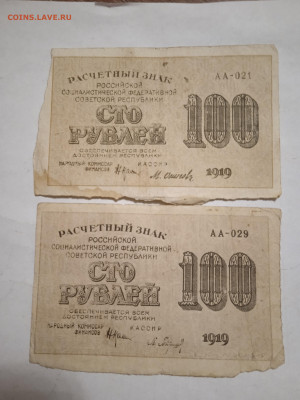 COINS.LAVE.RU
РАСЧЕТНЫЙ ЗНАК
РОССИЙСКОЙ
СОЦИАЛИСТИЧЕСКОЙ ФЕДЕРАТИВНОЙ
СОВЕТСКОЙ РЕСПУБЛИКИ
АА-021
СТО
РУБЛЕЙ
100
ОБЕСПЕЧИВАЕТСЯ ВСЕМ
ДОСТОЯНИЕМ РЕСПУБЛИКИ
НАРОДНЫЙ КОМИССАР
ФИНАНСОВ
КАССИР
1919
РАСЧЕТНЫЙ ЗНАК
РОССИЙСКОЙ
СОЦИАЛИСТИЧЕСКОЙ ФЕДЕРАТИВНОЙ
СОВЕТСКОЙ РЕСПУБЛИКИ
АА-029
СТО
РУБЛЕЙ
100
ОБЕСПЕЧИВАЕТСЯ ВСЕМ
ДОСТОЯНИЕМ РЕСПУБЛИКИ
НАРОДНЫЙ КОМИССАР
ФИНАНСОВ
КАССИР
1919